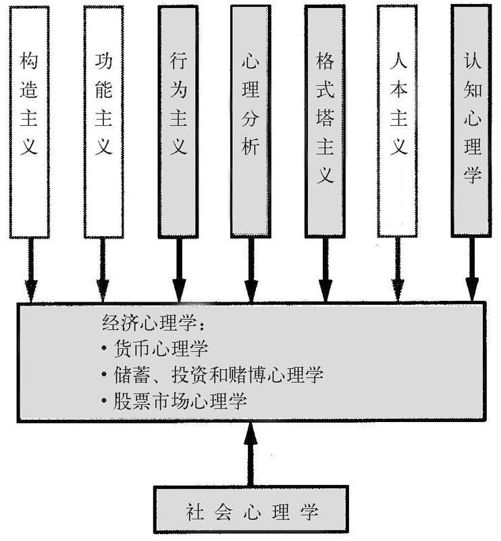 构造主义
功能主义
行为主义
心理分析
格式塔主义
人本主义
认知心理学
经济心理学：
•货币心理学
•储蓄、投资和赌博心理学
•股票市场心理学
社会心理学